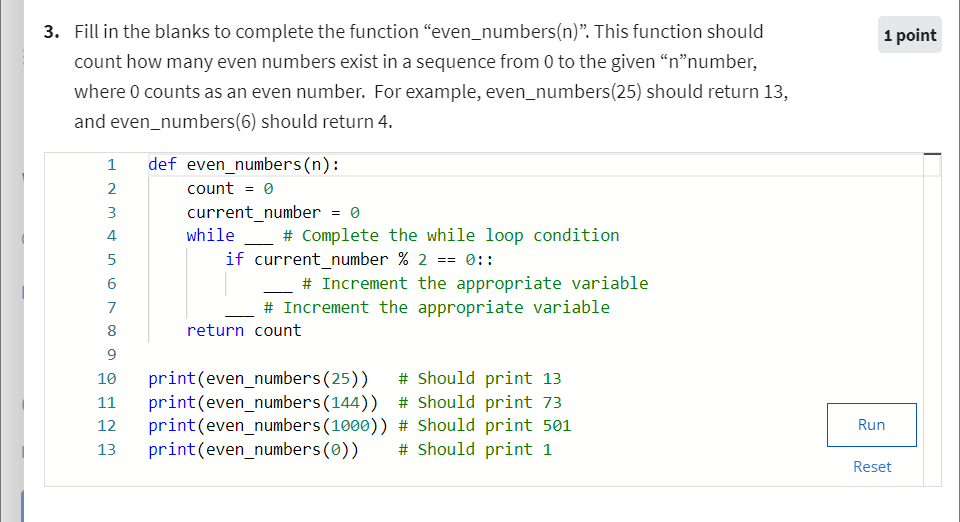 3. Fill in the blanks to complete the function “even_numbers(n)”. This function should
count how many even numbers exist in a sequence from 0 to the given “n”number,
where 0 counts as an even number.  For example, even_numbers(25) should return 13,
and even_numbers(6) should return 4.
1 point
1 def even_numbers(n):
2     count = 0
3     current_number = 0
4     while ___ # Complete the while loop condition
5         if current_number % 2 == 0::
6             ___ # Increment the appropriate variable
7         ___ # Increment the appropriate variable
8     return count
9
10 print(even_numbers(25))   # Should print 13
11 print(even_numbers(144))  # Should print 73
12 print(even_numbers(1000)) # Should print 501
13 print(even_numbers(0))    # Should print 1
Run
Reset